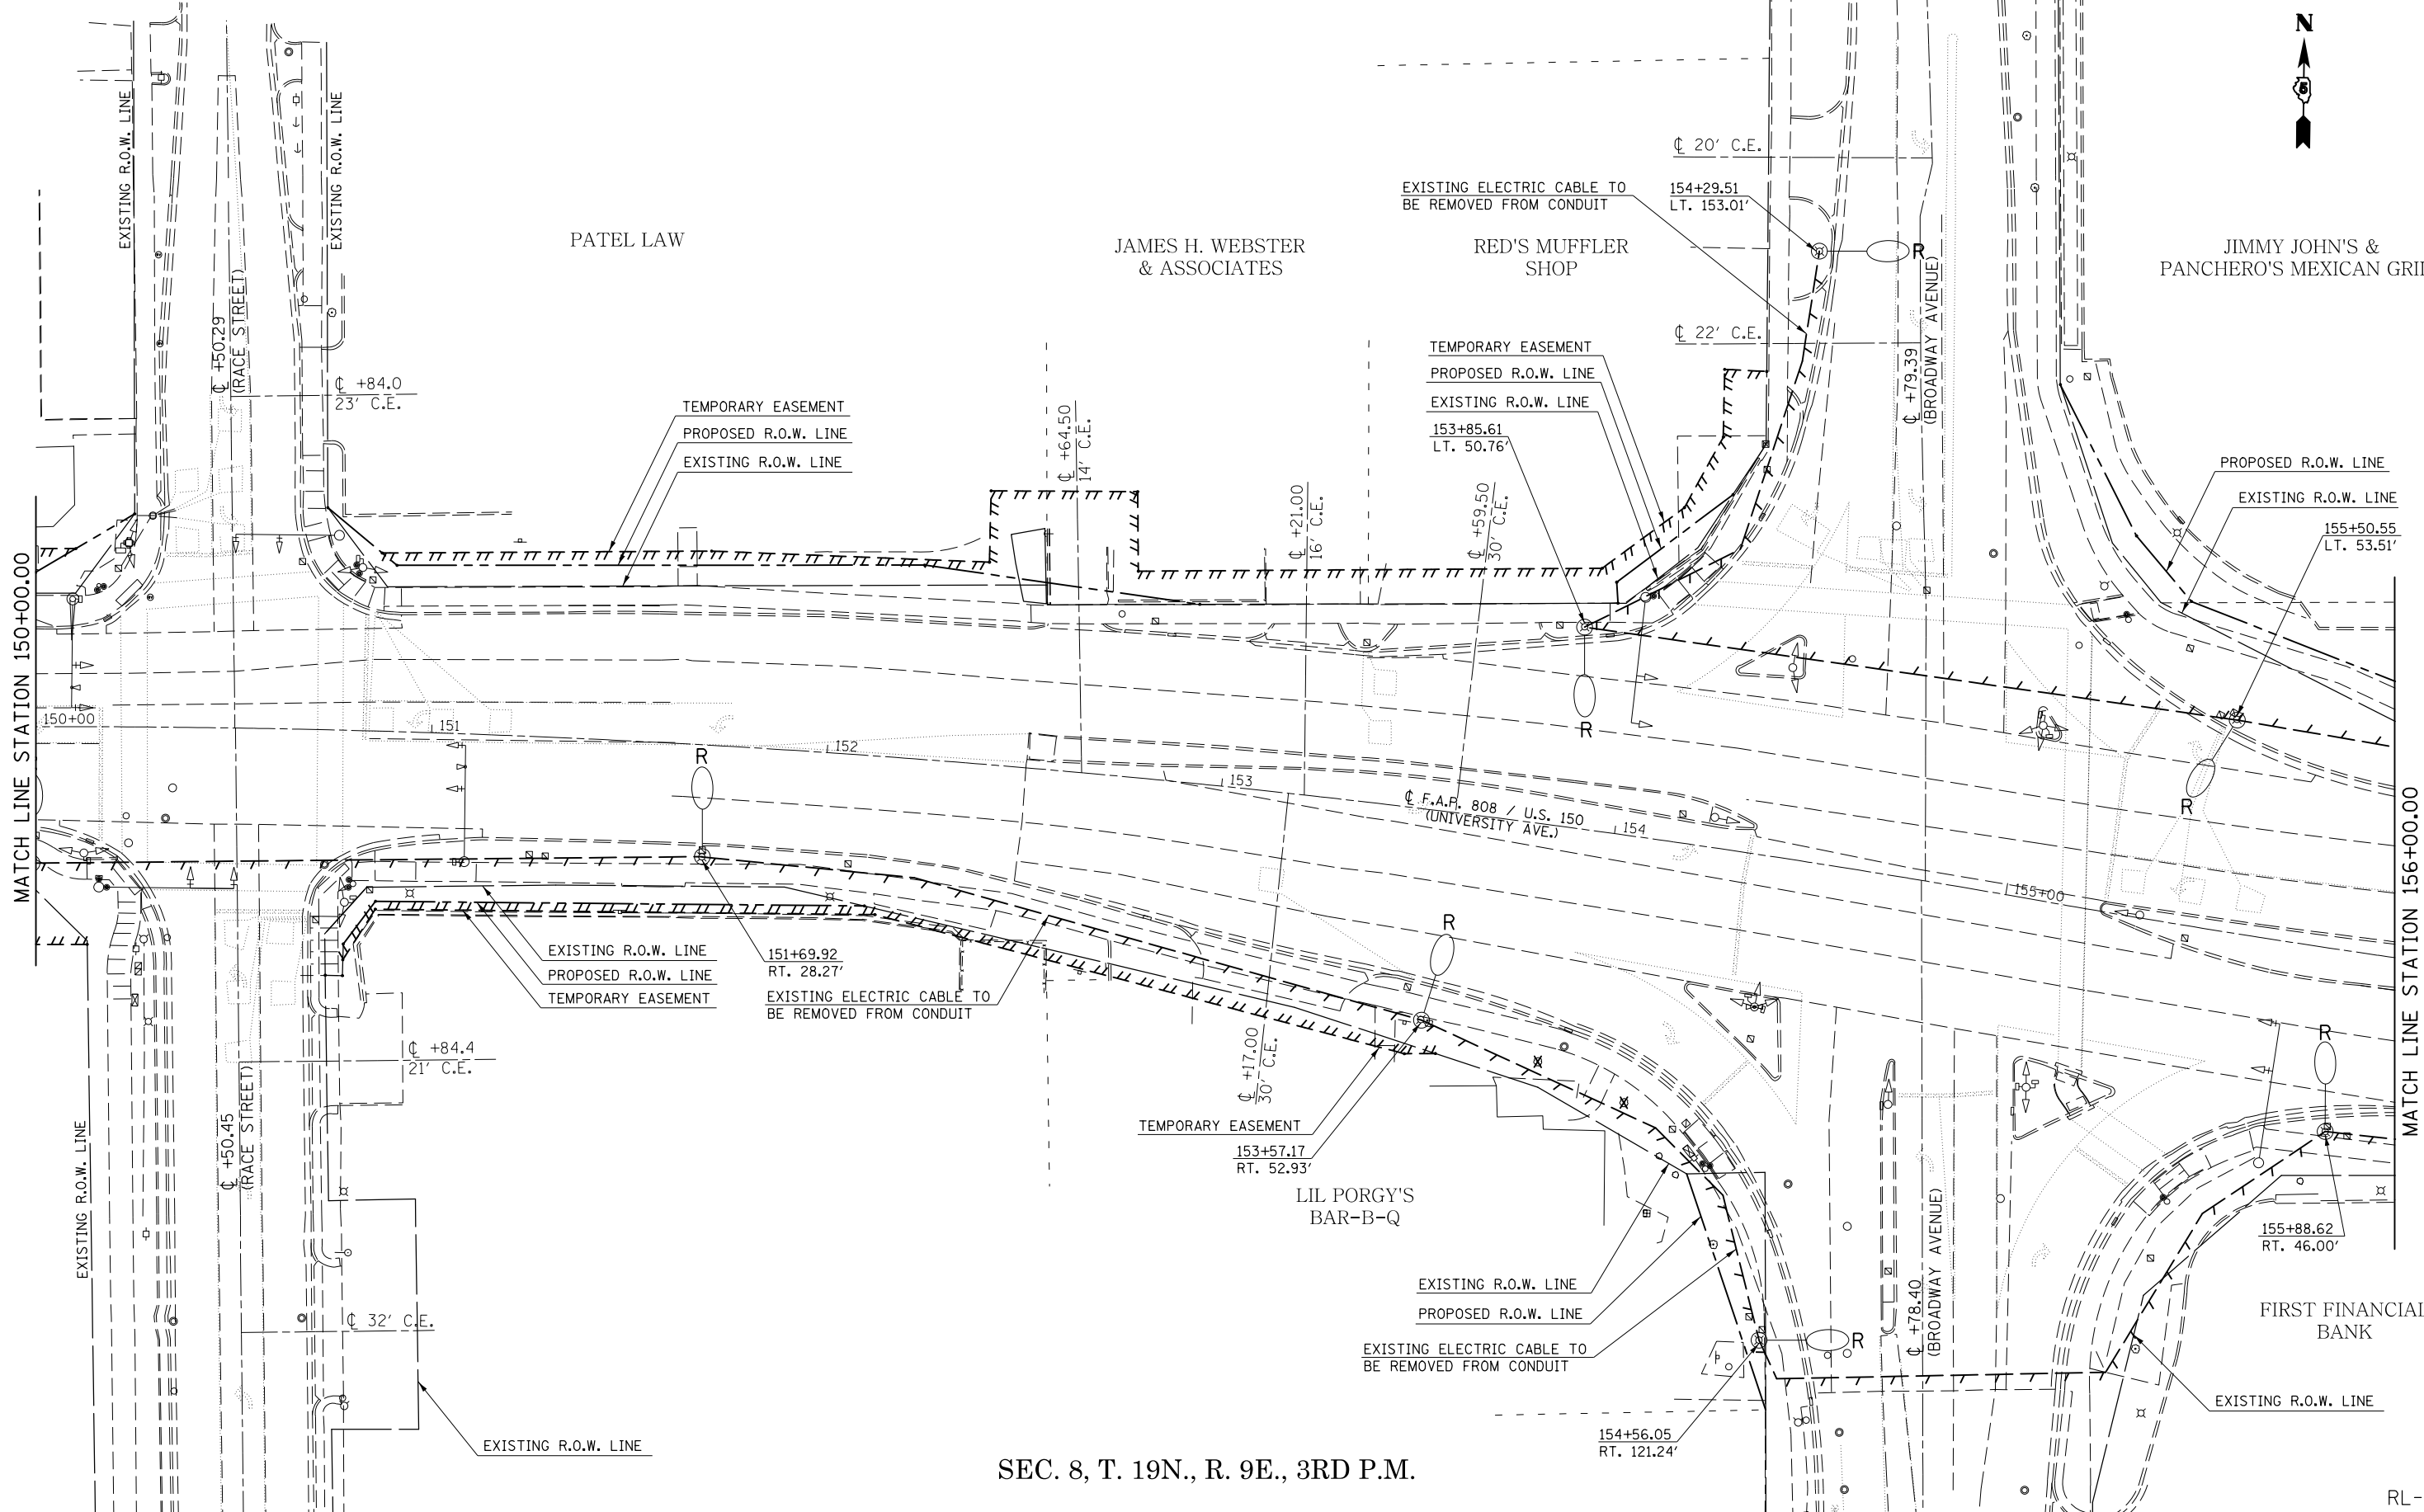 N
5
EXISTING R.O.W. LINE
EXISTING R.O.W. LINE
℄ 20' C.E.
EXISTING ELECTRIC CABLE TO
BE REMOVED FROM CONDUIT
154+29.51
LT. 153.01'
PATEL LAW
JAMES H. WEBSTER
& ASSOCIATES
RED'S MUFFLER
SHOP
R
JIMMY JOHN'S &
PANCHERO'S MEXICAN
℄ +50.29
(RACE STREET)
℄ 22' C.E.
℄ +79.39
(BROADWAY AVENUE)
℄ +84.0
23' C.E.
TEMPORARY EASEMENT
PROPOSED R.O.W. LINE
EXISTING R.O.W. LINE
℄ +64.50
14' C.E.
TEMPORARY EASEMENT
PROPOSED R.O.W. LINE
EXISTING R.O.W. LINE
153+85.61
LT. 50.76'
℄ +21.00
16' C.E.
℄ +59.50
30' C.E.
PROPOSED R.O.W. LINE
EXISTING R.O.W. LINE
155+50.55
LT. 53.51'
MATCH LINE STATION 150+00.00
150+00
151
152
153
154
155+00
R
R
R
℄ F.A.P. 808 / U.S. 150
(UNIVERSITY AVE.)
MATCH LINE STATION 156+00.00
EXISTING R.O.W. LINE
PROPOSED R.O.W. LINE
TEMPORARY EASEMENT
151+69.92
RT. 28.27'
EXISTING ELECTRIC CABLE TO
BE REMOVED FROM CONDUIT
R
℄ +17.00
30' C.E.
R
℄ +84.4
21' C.E.
℄ +50.45
(RACE STREET)
EXISTING R.O.W. LINE
TEMPORARY EASEMENT
153+57.17
RT. 52.93'
LIL PORGY'S
BAR-B-Q
155+88.62
RT. 46.00'
EXISTING R.O.W. LINE
PROPOSED R.O.W. LINE
EXISTING ELECTRIC CABLE TO
BE REMOVED FROM CONDUIT
R
℄ +78.40
(BROADWAY AVENUE)
FIRST FINANCIAL
BANK
℄ 32' C.E.
EXISTING R.O.W. LINE
EXISTING R.O.W. LINE
154+56.05
RT. 121.24'
SEC. 8, T. 19N., R. 9E., 3RD P.M.
RL-